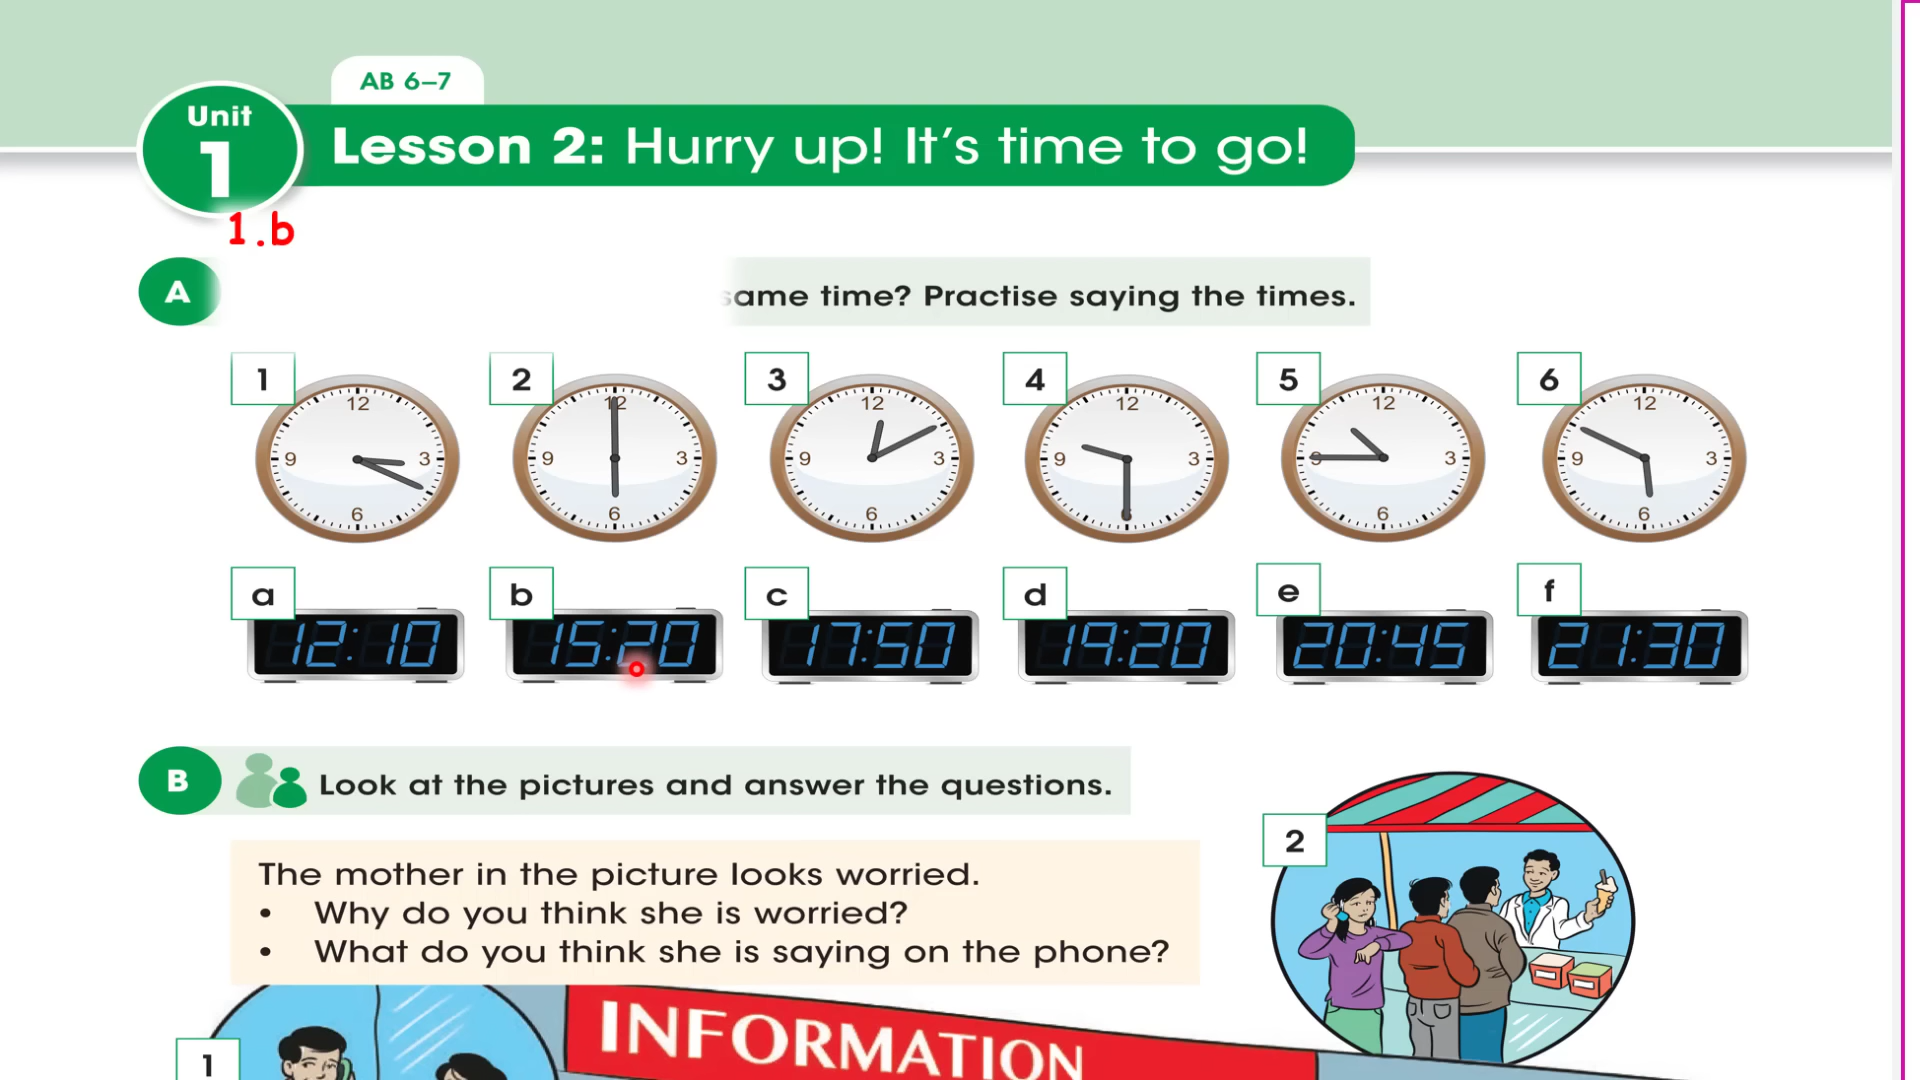 AB 6–7
Unit
1
Lesson 2: Hurry up! It's time to go!
1.b
A
same time? Practise saying the times.
1 2 3 4 5 6
12 12 12 12 12 12
9 3 9 3 9 3 9 3 3 9 3
6 6 6 6 6
a b c d e f
12:10 15:20 17:50 19:20 20:45 21:30
B
Look at the pictures and answer the questions.
The mother in the picture looks worried.
• Why do you think she is worried?
• What do you think she is saying on the phone?
2
INFORMATION
1